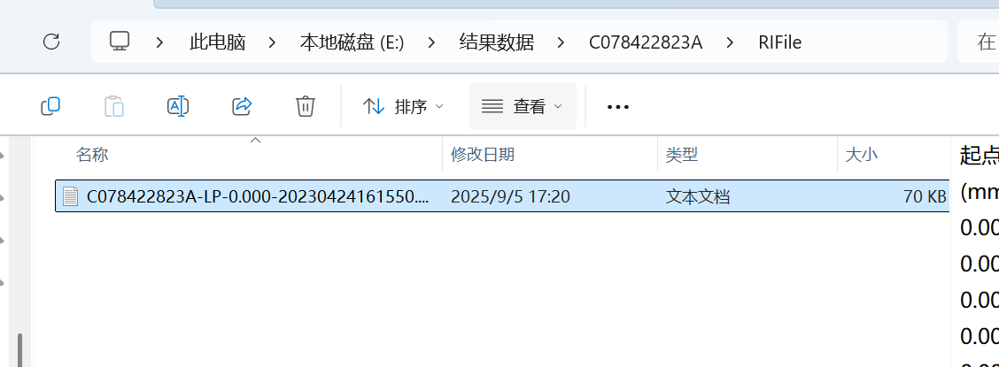 此电脑 > 本地磁盘 (E:) > 结果数据 > C078422823A > RIFile 在
排序 查看
名称 修改日期 类型 大小 起点
(mm
C078422823A-LP-0.000-20230424161550.... 2025/9/5 17:20 文本文档 70 KB
0.00
0.00
0.00
0.00